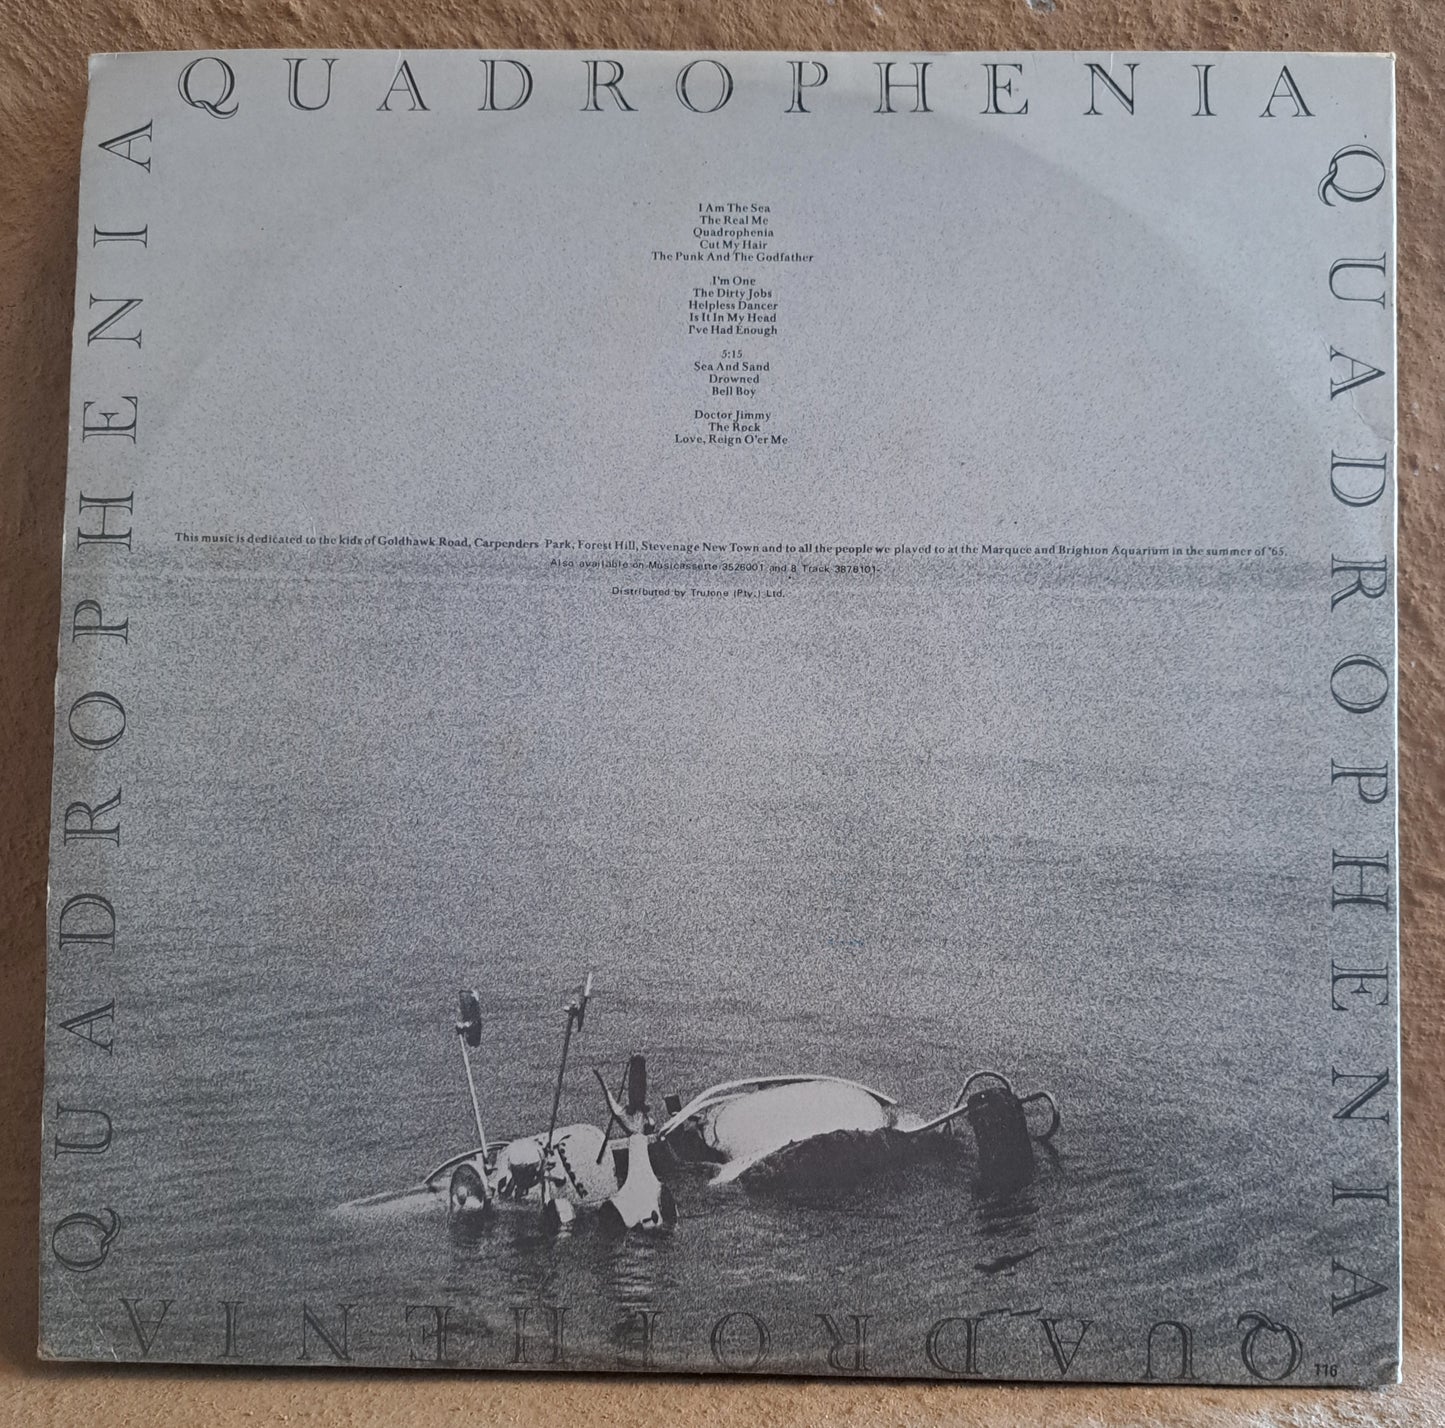 QUADROPHENIA
QUADROPHENIA
QUADROPHENIA
QUADROPHENIA
I Am The Sea
The Real Me
Quadrophenia
Cut My Hair
The Punk And The Godfather
I'm One
The Dirty Jobs
Helpless Dancer
Is It In My Head
I've Had Enough
5:15
Sea And Sand
Drowned
Bell Boy
Doctor Jimmy
The Rock
Love, Reign O'er Me
This music is dedicated to the kids of Goldhawk Road, Carpenders Park, Forest Hill, Stevenage New Town and to all the people we played to at the Marquee and Brighton Aquarium in the summer of '65.
Also available on Musicassette 3526001 and 8 Track 3878101-
Distributed by Trutone (Pty.) Ltd.
116